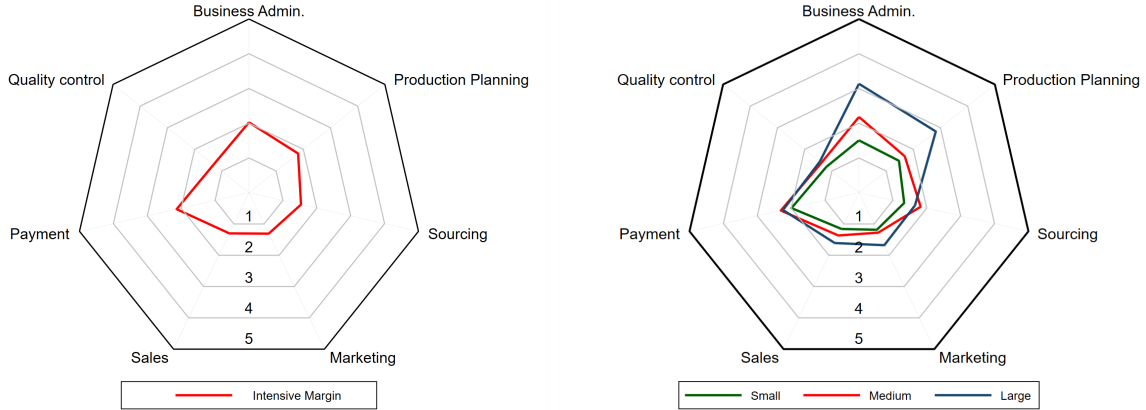 Business Admin.
Quality control
Production Planning
1
Payment
Sourcing
2
3
4
5
Sales
Marketing
Intensive Margin
Business Admin.
Quality control
Production Planning
1
Payment
Sourcing
2
3
4
5
Sales
Marketing
Small Medium Large